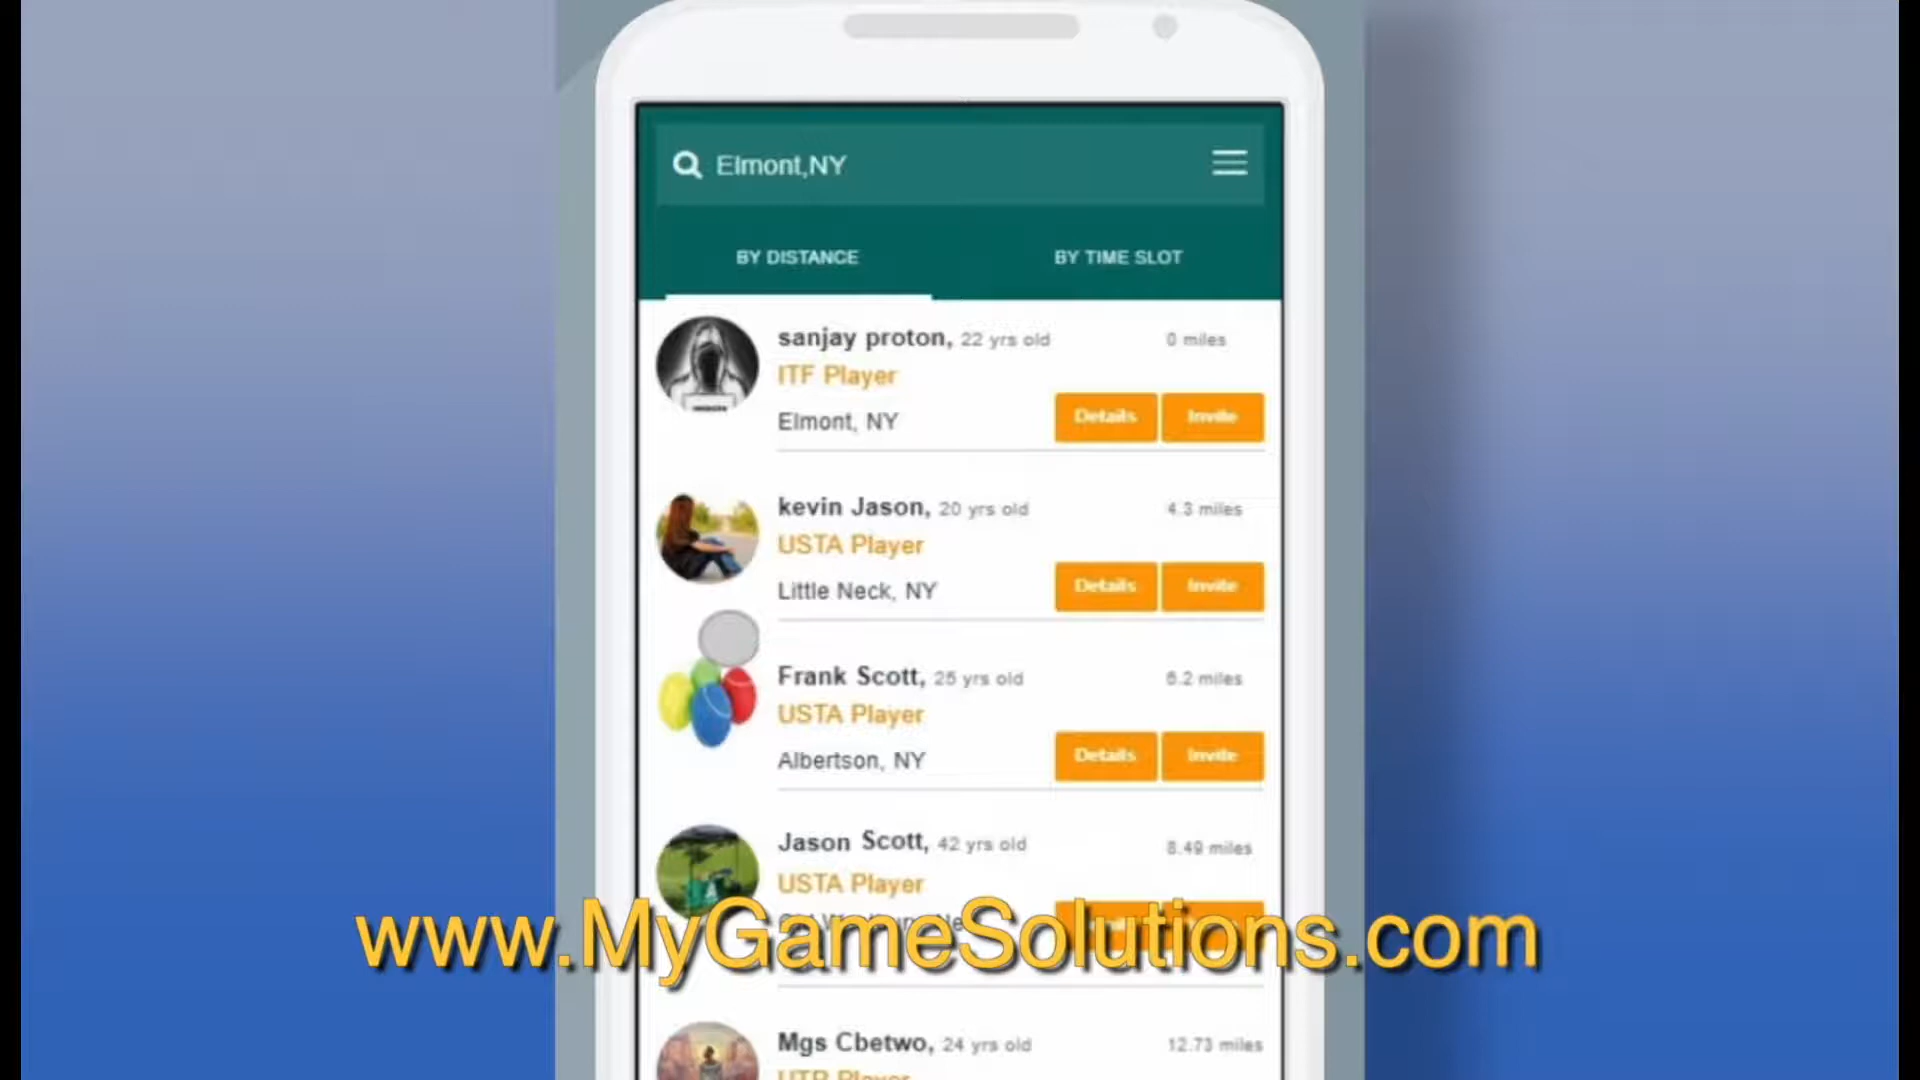 Elmont,NY
BY DISTANCE
BY TIME SLOT
sanjay proton, 22 yrs old
0 miles
ITF Player
Elmont, NY
Details
Invite
kevin Jason, 20 yrs old
4.3 miles
USTA Player
Little Neck, NY
Details
Invite
Frank Scott, 25 yrs old
6.2 miles
USTA Player
Albertson, NY
Details
Invite
Jason Scott, 42 yrs old
8.49 miles
USTA Player
www.MyGameSolutions.com
Mgs Cbetwo, 24 yrs old
12.73 miles
UTR Player